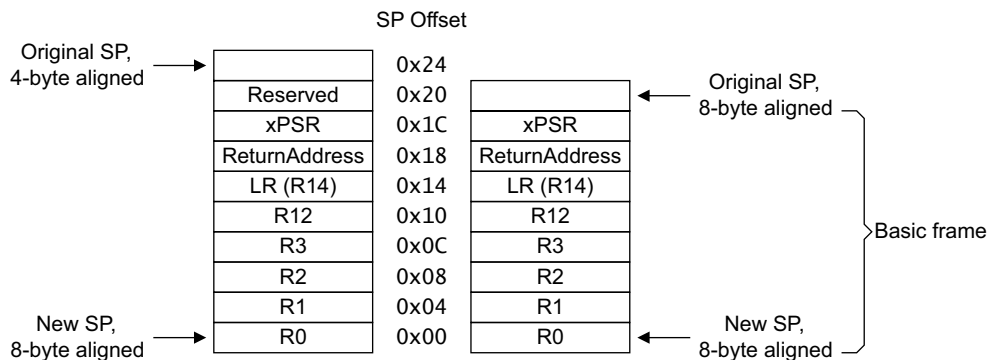 SP Offset
Original SP,
4-byte aligned
0x24
Reserved
0x20
Original SP,
8-byte aligned
xPSR
0x1C
xPSR
ReturnAddress
0x18
ReturnAddress
LR (R14)
0x14
LR (R14)
R12
0x10
R12
R3
0x0C
R3
Basic frame
R2
0x08
R2
R1
0x04
R1
New SP,
8-byte aligned
R0
0x00
R0
New SP,
8-byte aligned